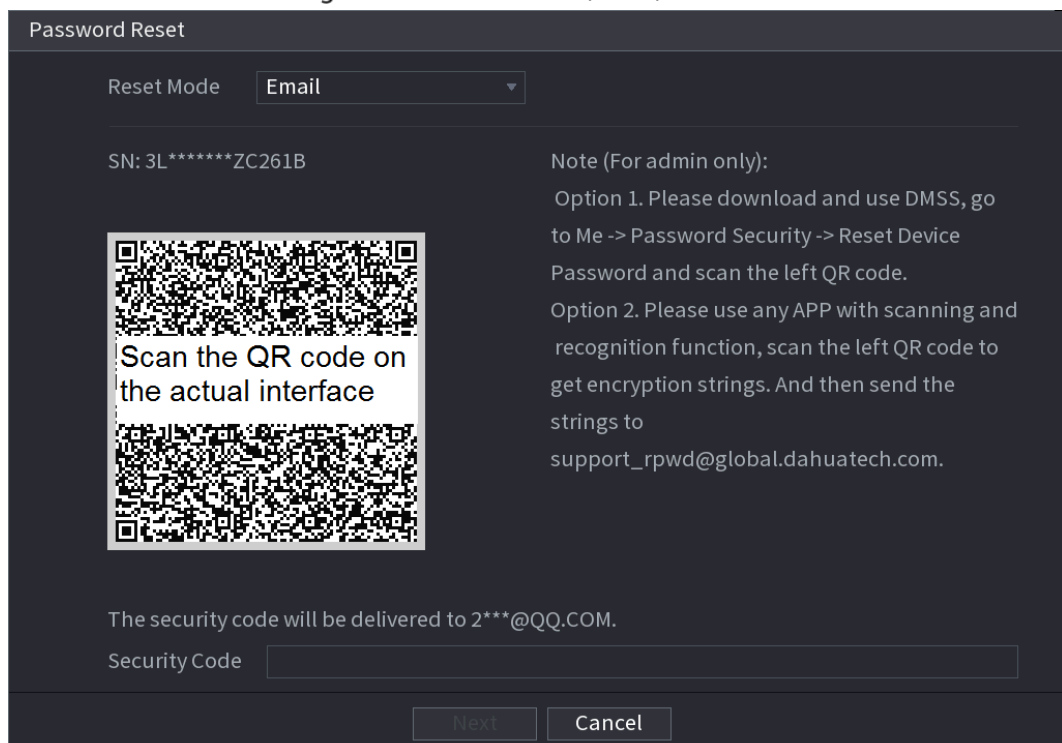 Password Reset
Reset Mode Email
SN: 3L*******ZC261B
Note (For admin only):
Option 1. Please download and use DMSS, go
to Me -> Password Security -> Reset Device
Password and scan the left QR code.
Option 2. Please use any APP with scanning and
recognition function, scan the left QR code to
get encryption strings. And then send the
strings to
support_rpwd@global.dahuatech.com.
Scan the QR code on
the actual interface
The security code will be delivered to 2***@QQ.COM.
Security Code
Next Cancel